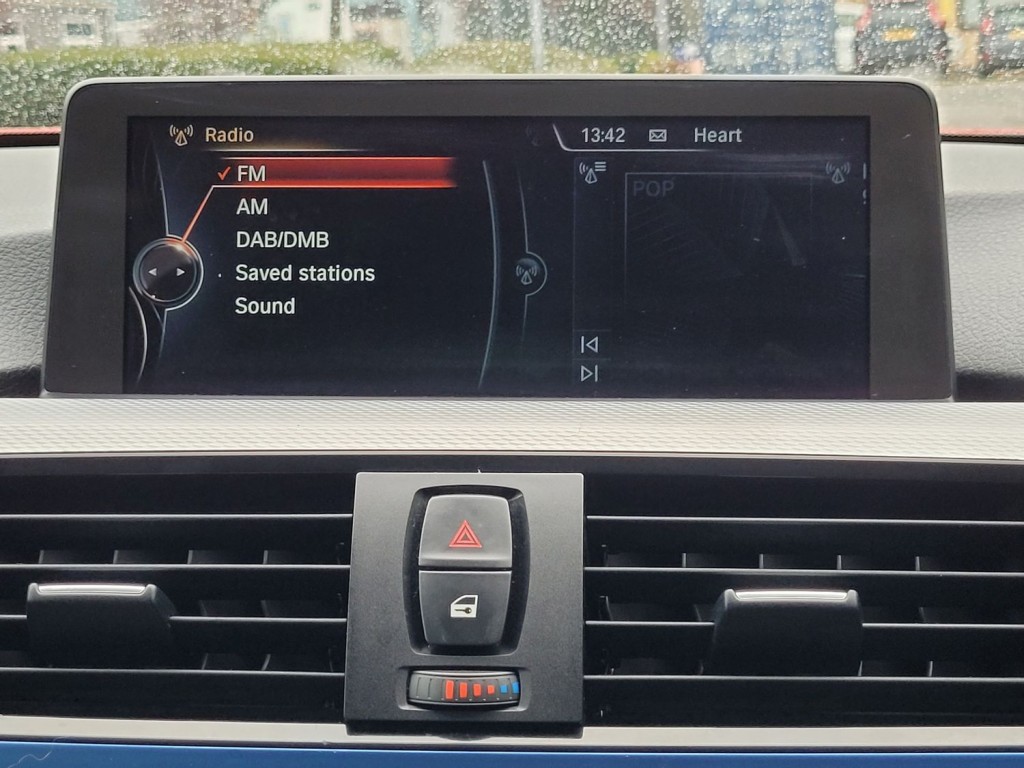 Radio
13:42 Heart
FM
AM
DAB/DMB
Saved stations
Sound
POP